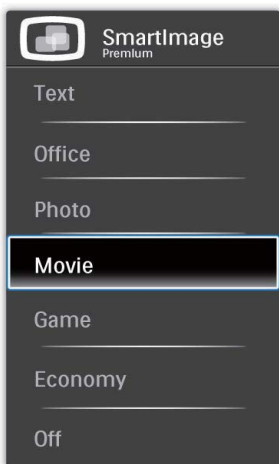 SmartImage
Premium
Text
Office
Photo
Movie
Game
Economy
Off